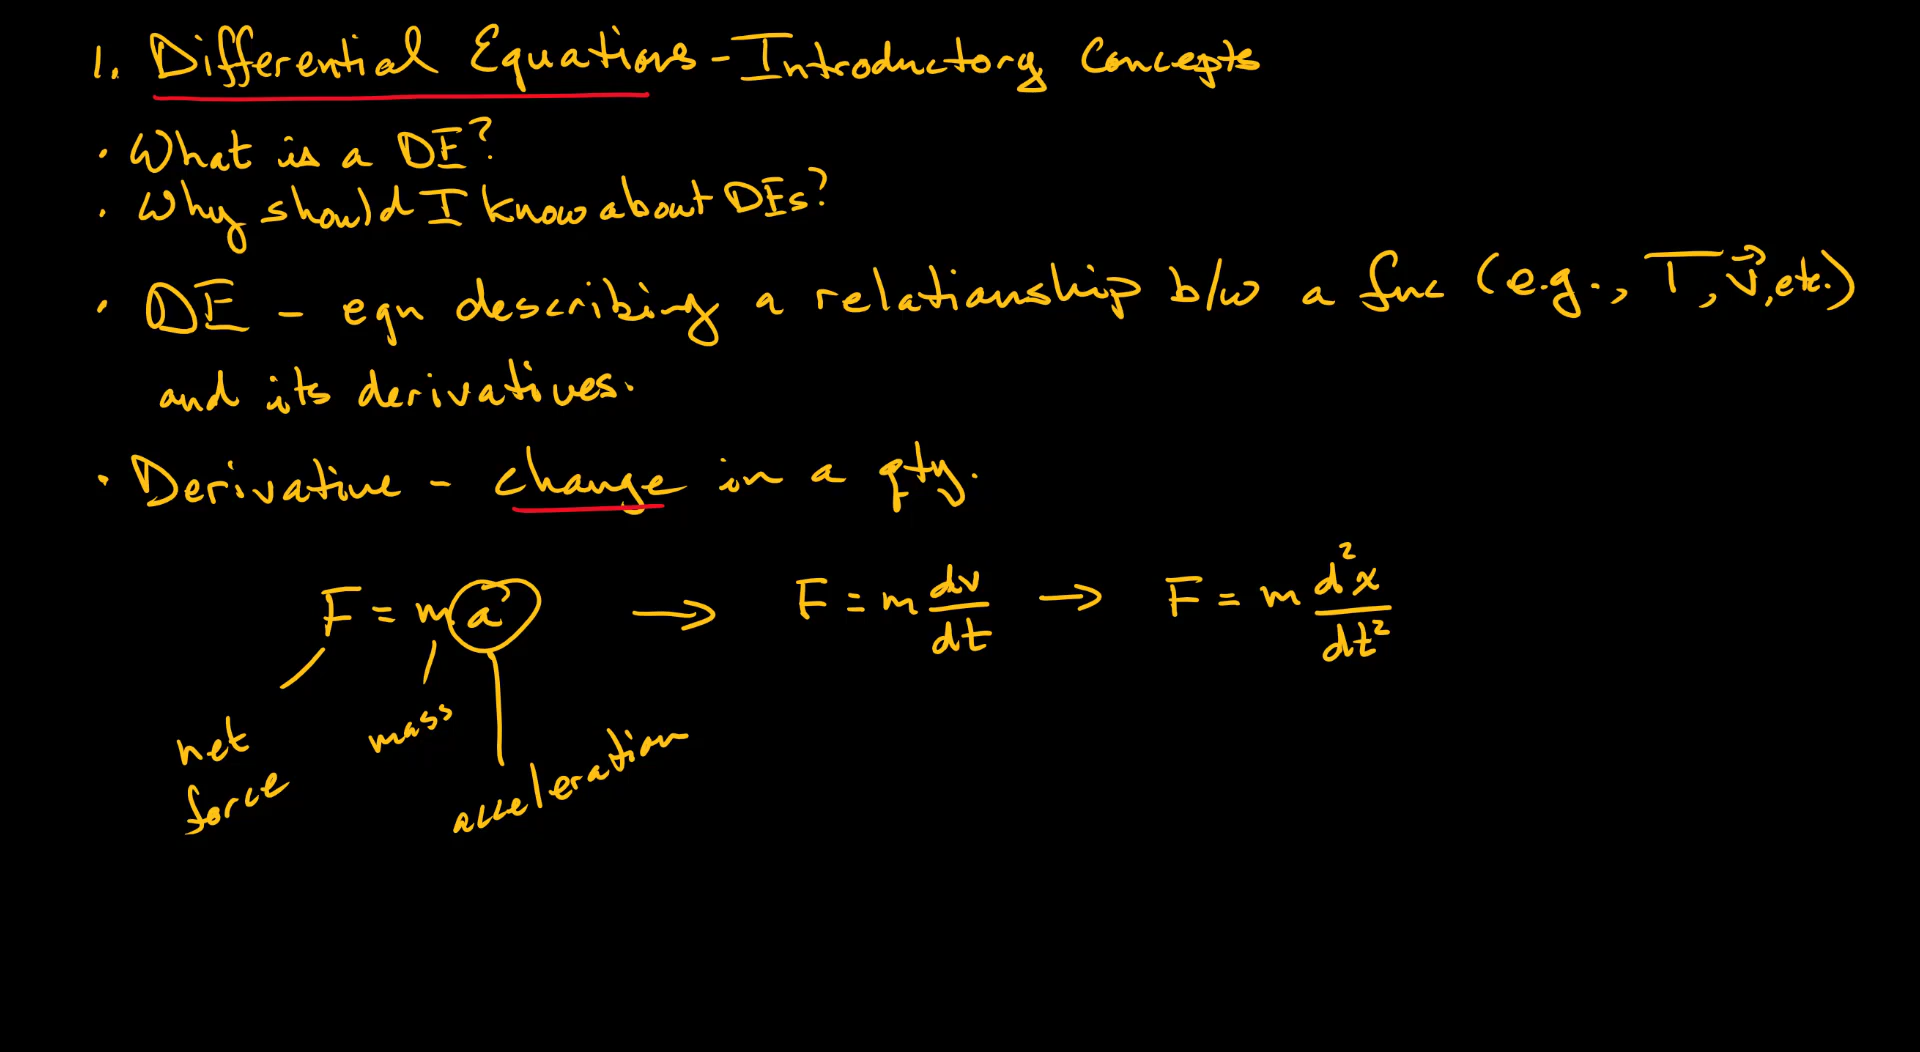 1. Differential Equations - Introductory Concepts
• What is a DE?
• Why should I know about DEs?
• DE - eqn describing a relationship b/w a func (e.g., T, v⃗, etc.)
and its derivatives.
• Derivative - change in a qty.
F = ma → F = m dv/dt → F = m d²x/dt²
net force
mass
acceleration